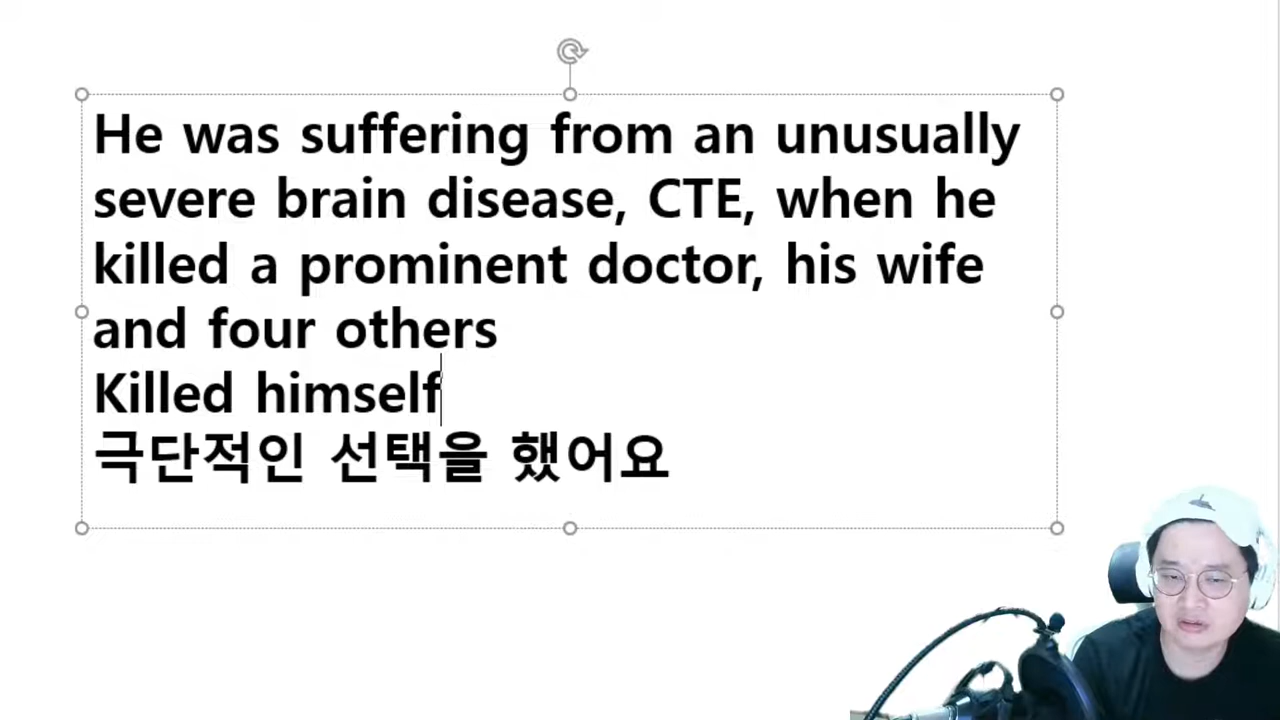 He was suffering from an unusually
severe brain disease, CTE, when he
killed a prominent doctor, his wife
and four others
Killed himself
극단적인 선택을 했어요